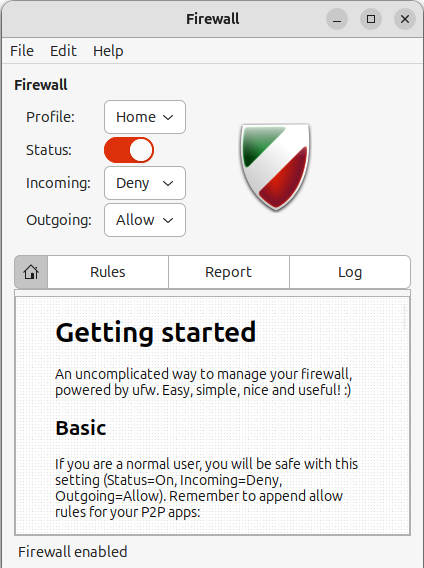 Firewall
File Edit Help
Firewall
Profile: Home
Status:
Incoming: Deny
Outgoing: Allow
Rules Report Log
Getting started
An uncomplicated way to manage your firewall,
powered by ufw. Easy, simple, nice and useful! :)
Basic
If you are a normal user, you will be safe with this
setting (Status=On, Incoming=Deny,
Outgoing=Allow). Remember to append allow
rules for your P2P apps:
Firewall enabled